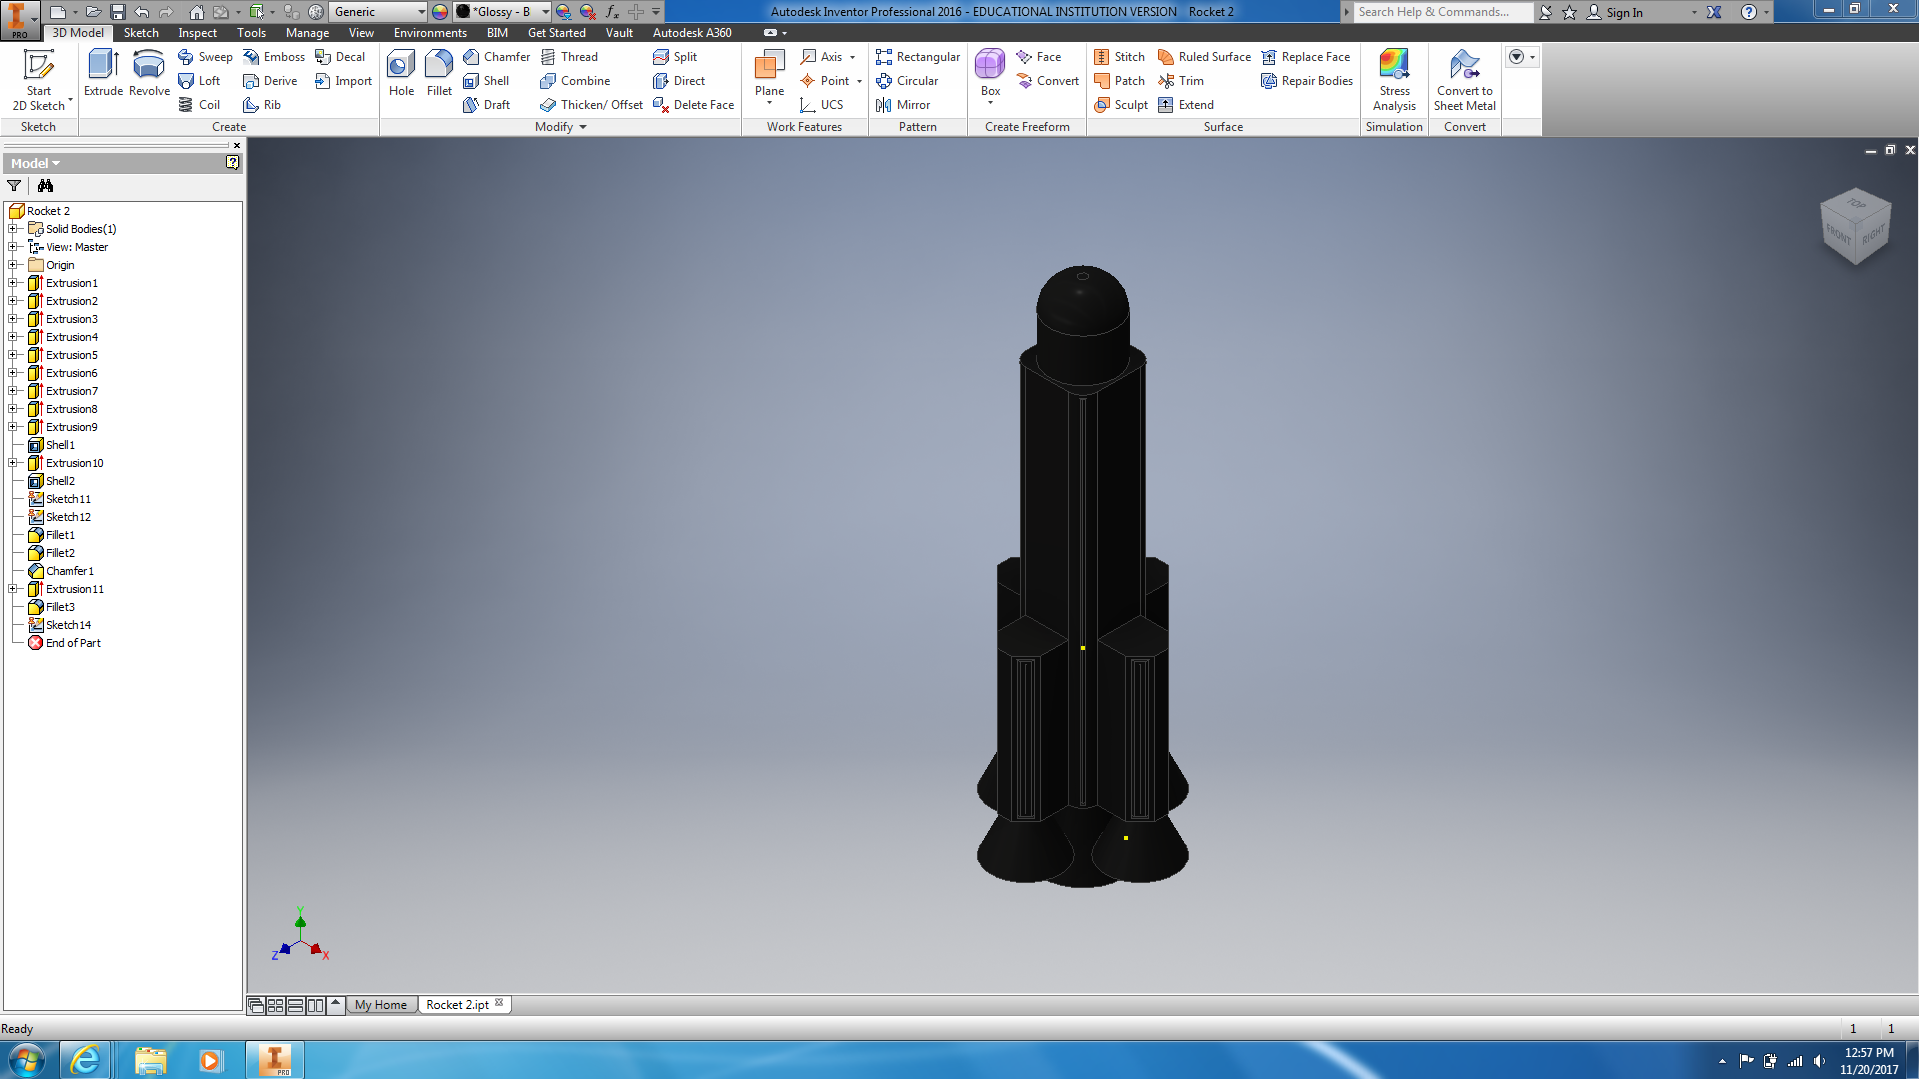 PRO Generic *Glossy - B Autodesk Inventor Professional 2016 - EDUCATIONAL INSTITUTION VERSION Rocket 2 Search Help & Commands... Sign In
3D Model Sketch Inspect Tools Manage View Environments BIM Get Started Vault Autodesk A360
Start 2D Sketch
Sketch
Extrude Revolve Sweep Loft Coil Emboss Derive Rib Decal Import
Create
Hole Fillet Chamfer Shell Draft Thread Combine Thicken/ Offset Split Direct Delete Face
Modify
Plane Axis Point UCS
Work Features
Rectangular Circular Mirror
Pattern
Box Face Convert
Create Freeform
Stitch Patch Sculpt Ruled Surface Trim Extend Replace Face Repair Bodies
Surface
Stress Analysis
Simulation
Convert to Sheet Metal
Convert
Model
Rocket 2
Solid Bodies(1)
View: Master
Origin
Extrusion1
Extrusion2
Extrusion3
Extrusion4
Extrusion5
Extrusion6
Extrusion7
Extrusion8
Extrusion9
Shell1
Extrusion10
Shell2
Sketch11
Sketch12
Fillet1
Fillet2
Chamfer1
Extrusion11
Fillet3
Sketch14
End of Part
TOP
FRONT RIGHT
Y
Z X
My Home Rocket 2.ipt
Ready 1 1
PRO
12:57 PM
11/20/2017